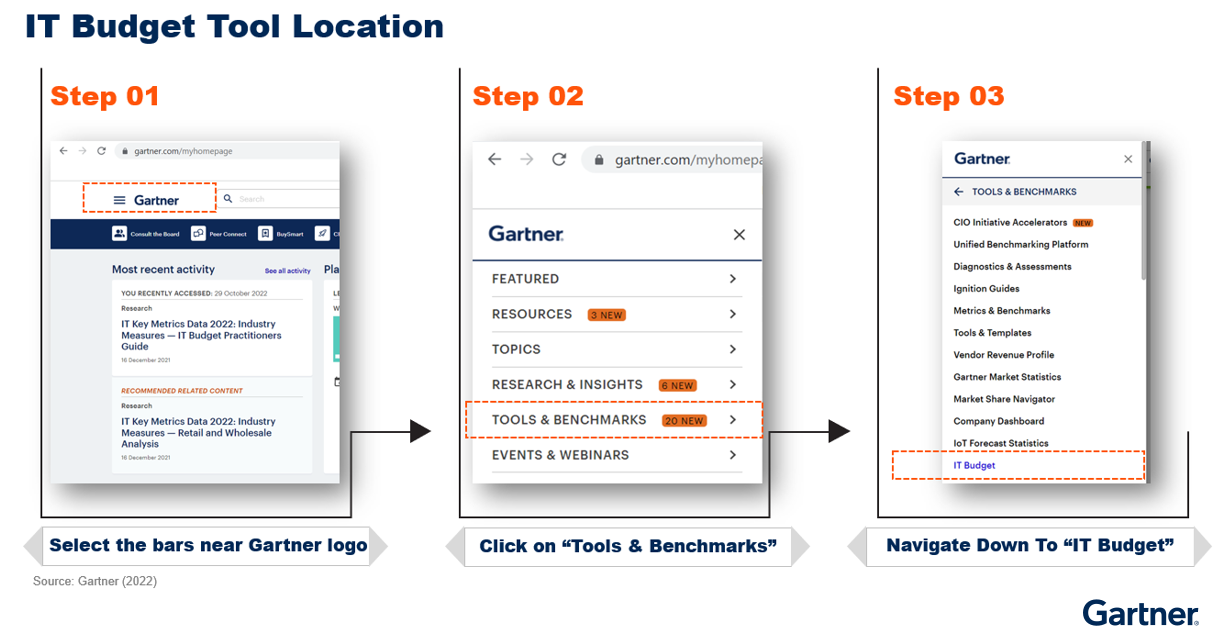 IT Budget Tool Location
Step 01
gartner.com/myhomepage
Gartner
Search
Consult the Board
Peer Connect
BuySmart
Most recent activity
See all activity
YOU RECENTLY ACCESSED: 29 October 2022
Research
IT Key Metrics Data 2022: Industry
Measures — IT Budget Practitioners
Guide
16 December 2021
RECOMMENDED RELATED CONTENT
Research
IT Key Metrics Data 2022: Industry
Measures — Retail and Wholesale
Analysis
16 December 2021
Select the bars near Gartner logo
Step 02
gartner.com/myhomepa
Gartner.
FEATURED
RESOURCES 3 NEW
TOPICS
RESEARCH & INSIGHTS 6 NEW
TOOLS & BENCHMARKS 20 NEW
EVENTS & WEBINARS
Click on “Tools & Benchmarks”
Step 03
Gartner.
TOOLS & BENCHMARKS
CIO Initiative Accelerators NEW
Unified Benchmarking Platform
Diagnostics & Assessments
Ignition Guides
Metrics & Benchmarks
Tools & Templates
Vendor Revenue Profile
Gartner Market Statistics
Market Share Navigator
Company Dashboard
IoT Forecast Statistics
IT Budget
Navigate Down To “IT Budget”
Source: Gartner (2022)
Gartner®